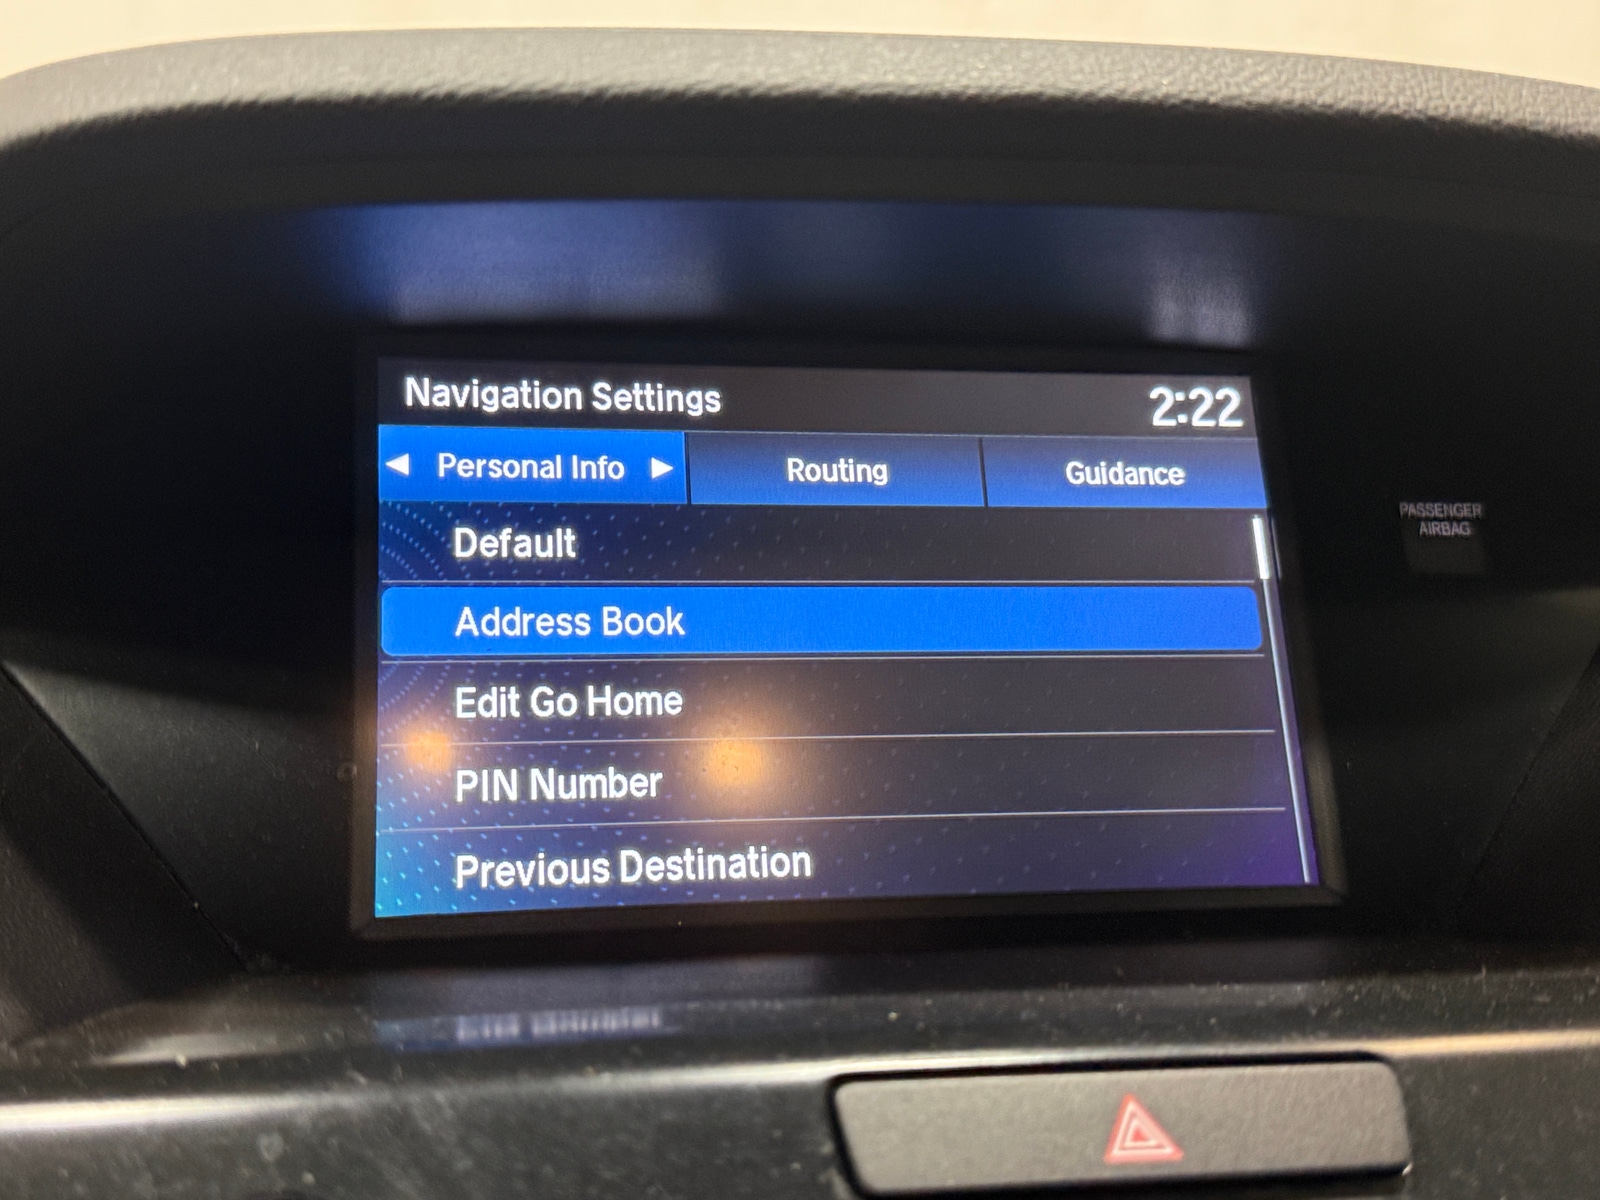 Navigation Settings 2:22
Personal Info Routing Guidance
Default
Address Book
Edit Go Home
PIN Number
Previous Destination
PASSENGER
AIRBAG